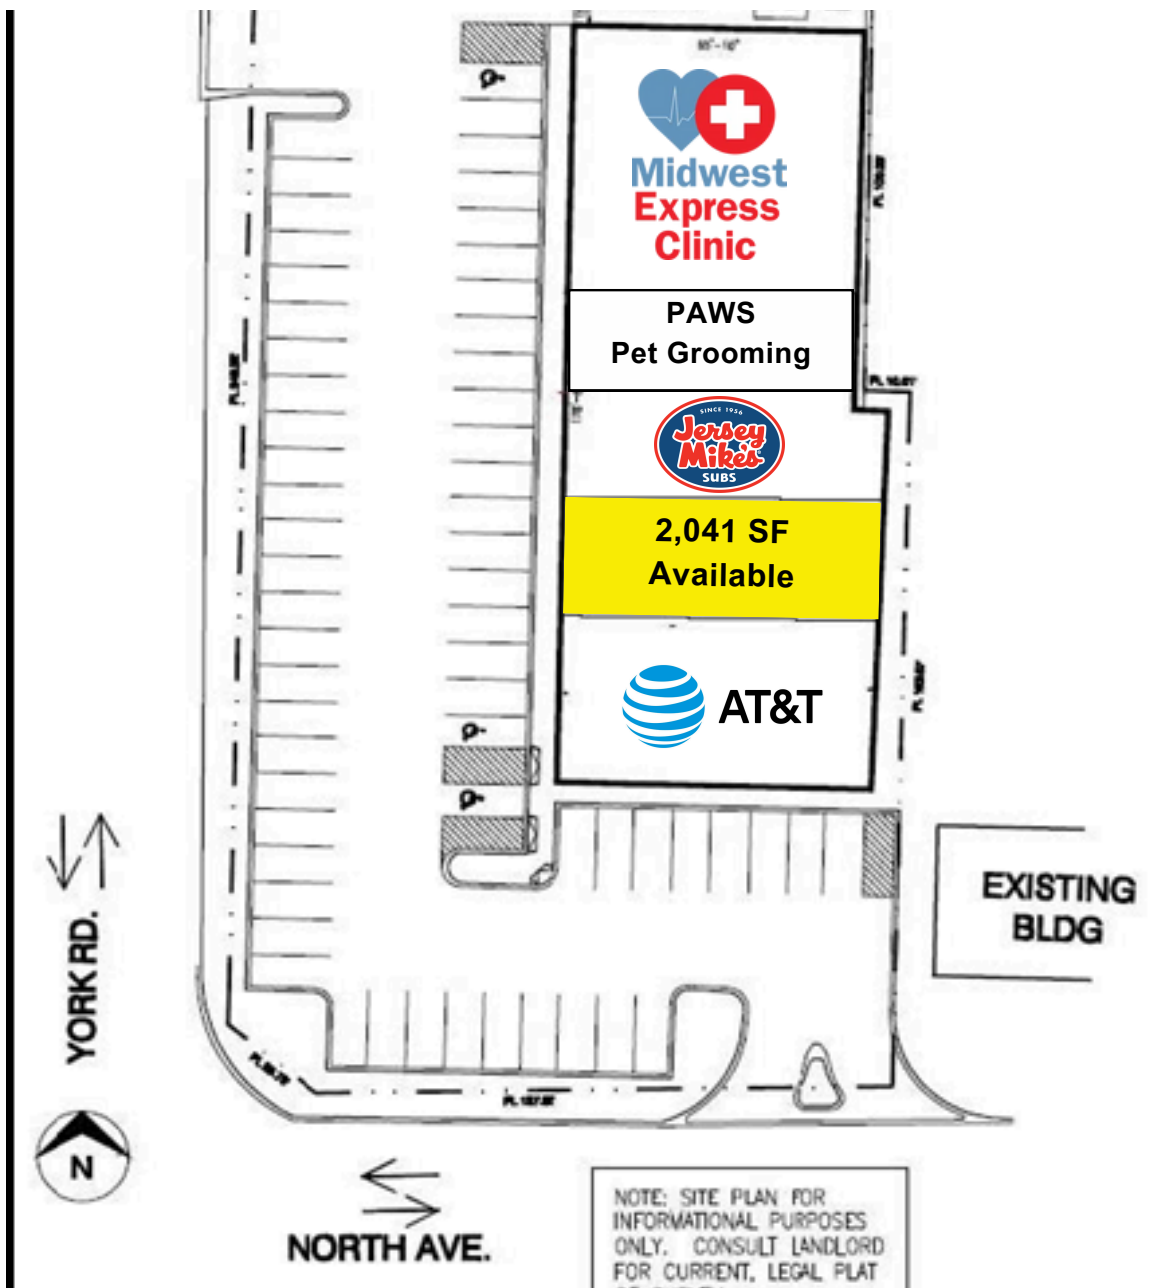 Midwest
Express
Clinic
PAWS
Pet Grooming
SINCE 1956
Jersey
Mike's
SUBS
2,041 SF
Available
AT&T
EXISTING
BLDG
YORK RD.
N
NORTH AVE.
NOTE: SITE PLAN FOR
INFORMATIONAL PURPOSES
ONLY. CONSULT LANDLORD
FOR CURRENT, LEGAL PLAT